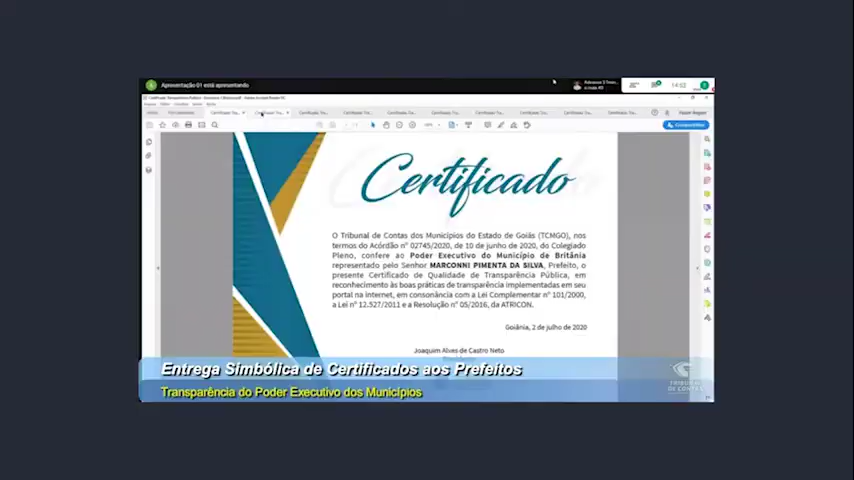 Apresentação 01 está apresentando
14:02
Certificado
O Tribunal de Contas dos Municípios do Estado de Goiás (TCMGO), nos
termos do Acórdão nº 02745/2020, de 10 de junho de 2020, do Colegiado
Pleno, confere ao Poder Executivo do Município de Britânia
representado pelo Senhor MARCONNI PIMENTA DA SILVA, Prefeito, o
presente Certificado de Qualidade de Transparência Pública, em
reconhecimento às boas práticas de transparência implementadas em seu
portal na internet, em consonância com a Lei Complementar nº 101/2000,
a Lei nº 12.527/2011 e a Resolução nº 05/2016, da ATRICON.
Goiânia, 2 de julho de 2020
Joaquim Alves de Castro Neto
Entrega Simbólica de Certificados aos Prefeitos
Transparência do Poder Executivo dos Municípios
TRIBUNAL
DE CONTAS